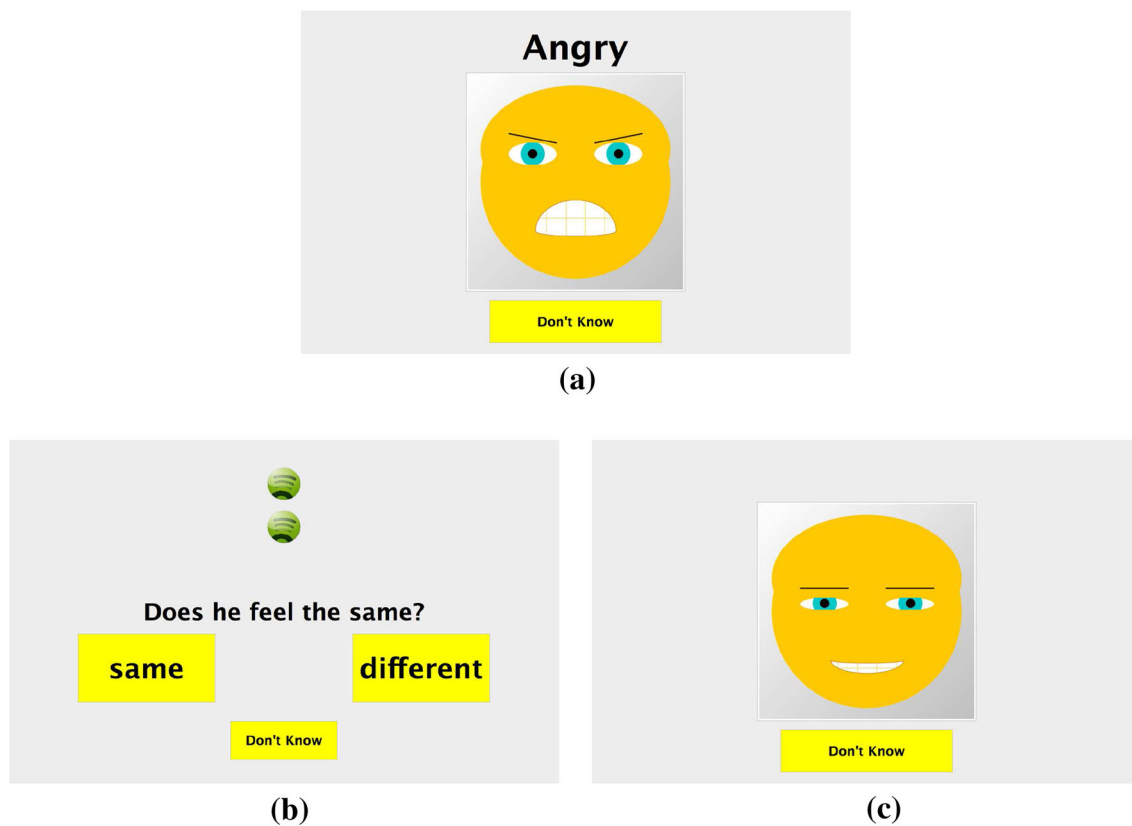 Angry
Don't Know
(a)
Does he feel the same?
same different
Don't Know
(b)
Don't Know
(c)